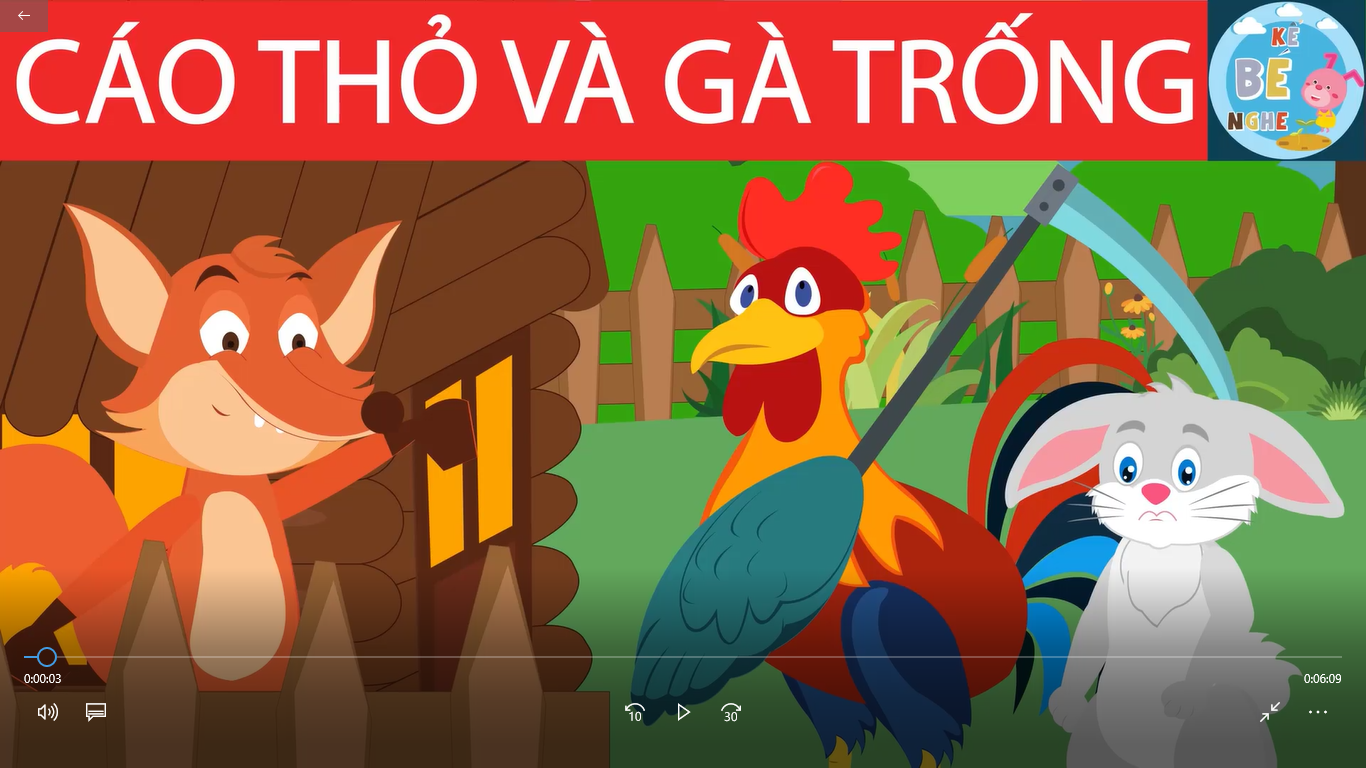 CÁO THỎ VÀ GÀ TRỐNG
KỂ
BÉ
NGHE
0:00:03
0:06:09
10
30